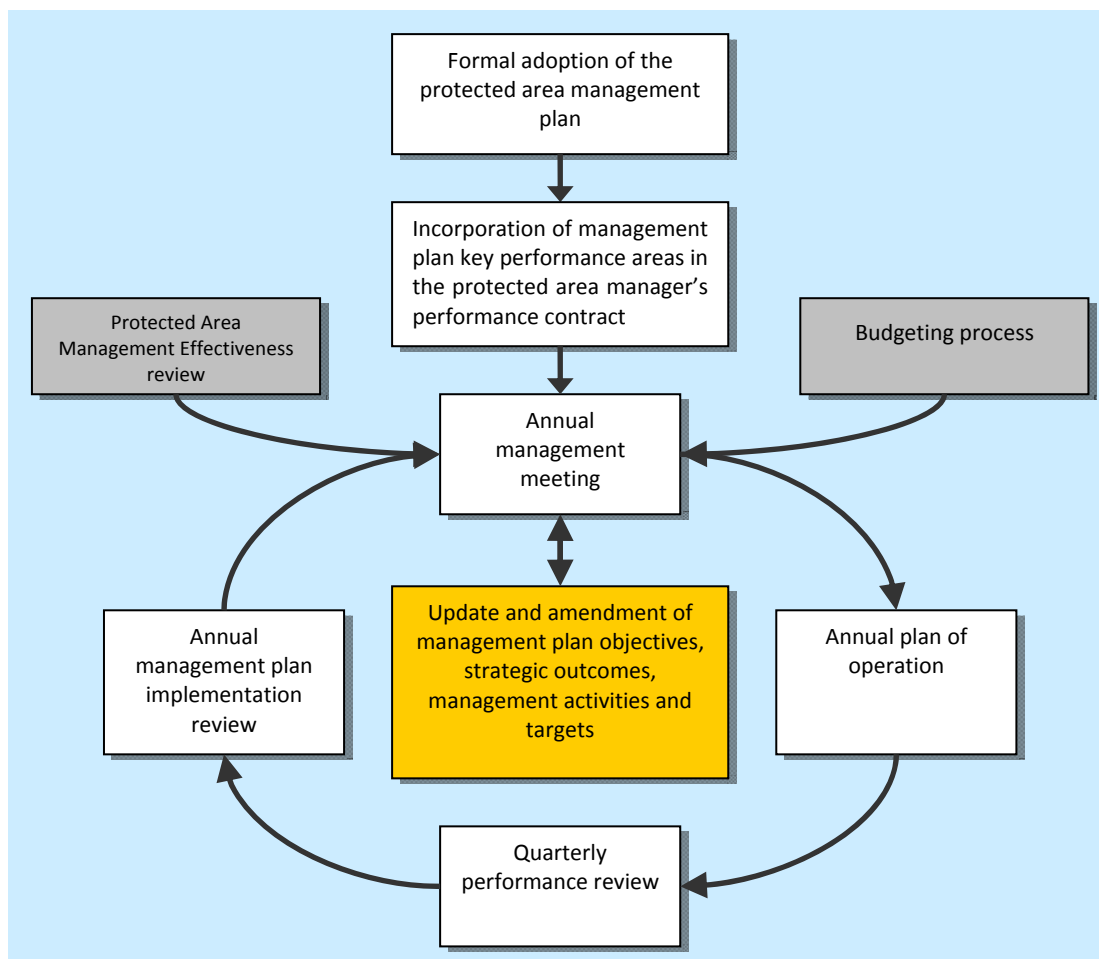 Formal adoption of the
protected area management
plan
Incorporation of management
plan key performance areas in
the protected area manager’s
performance contract
Protected Area
Management Effectiveness
review
Budgeting process
Annual
management
meeting
Annual
management plan
implementation
review
Update and amendment of
management plan objectives,
strategic outcomes,
management activities and
targets
Annual plan of
operation
Quarterly
performance review